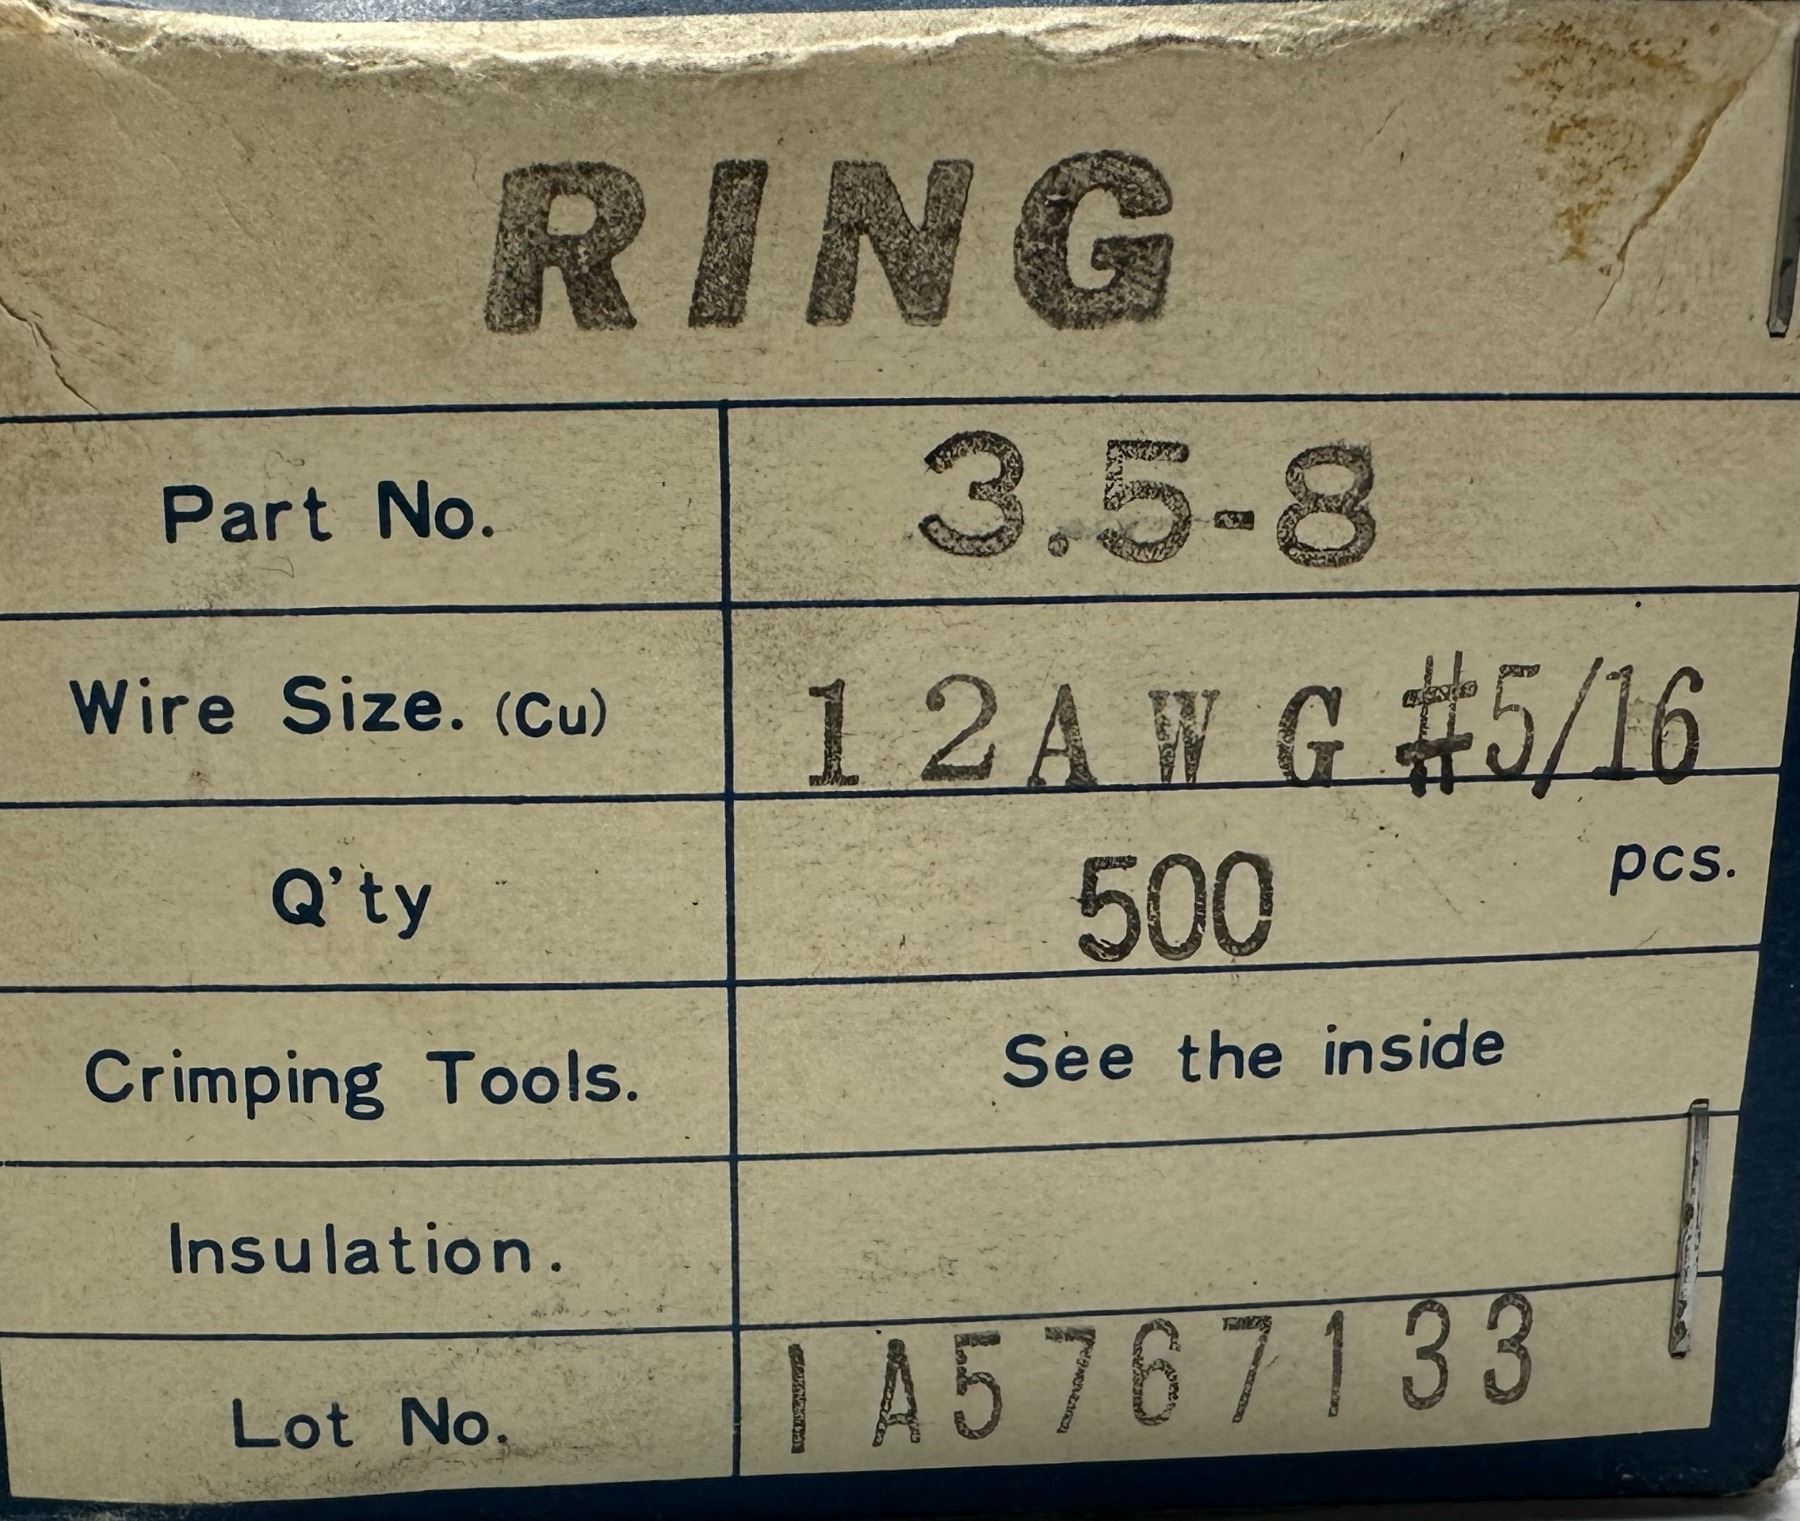 RING
Part No. 3.5-8
Wire Size. (Cu) 12AWG #5/16
Q'ty 500 pcs.
Crimping Tools. See the inside
Insulation.
Lot No. 1A5767133